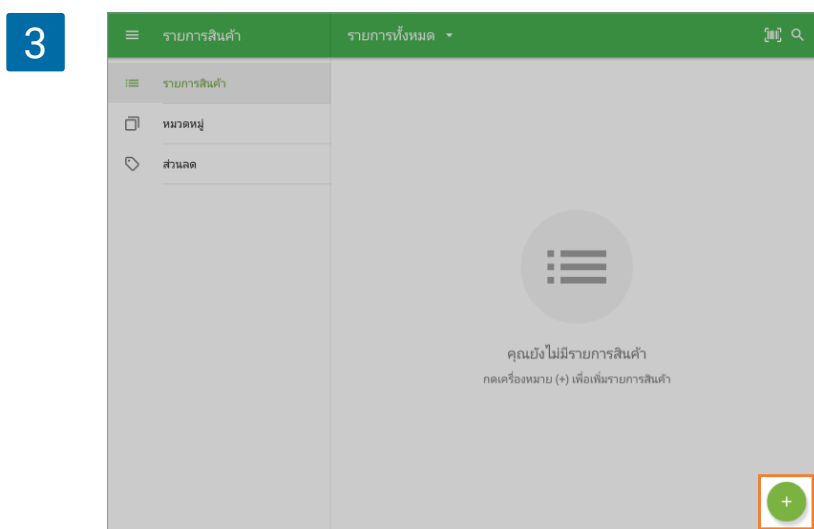 3
รายการสินค้า
รายการทั้งหมด
รายการสินค้า
หมวดหมู่
ส่วนลด
คุณยังไม่มีรายการสินค้า
กดเครื่องหมาย (+) เพื่อเพิ่มรายการสินค้า
+